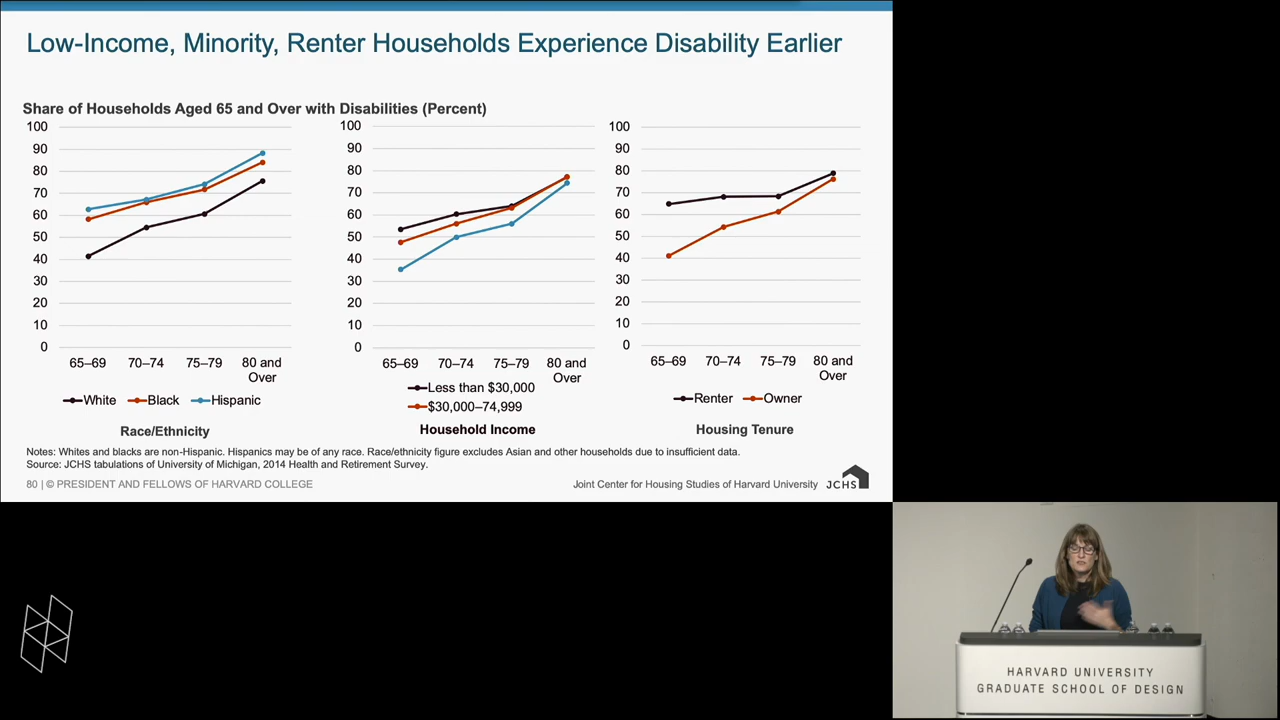 Low-Income, Minority, Renter Households Experience Disability Earlier
Share of Households Aged 65 and Over with Disabilities (Percent)
100
90
80
70
60
50
40
30
20
10
0
65–69 70–74 75–79 80 and
Over
White Black Hispanic
Race/Ethnicity
100
90
80
70
60
50
40
30
20
10
0
65–69 70–74 75–79 80 and
Over
Less than $30,000
$30,000–74,999
Household Income
100
90
80
70
60
50
40
30
20
10
0
65–69 70–74 75–79 80 and
Over
Renter Owner
Housing Tenure
Notes: Whites and blacks are non-Hispanic. Hispanics may be of any race. Race/ethnicity figure excludes Asian and other households due to insufficient data.
Source: JCHS tabulations of University of Michigan, 2014 Health and Retirement Survey.
80 | © PRESIDENT AND FELLOWS OF HARVARD COLLEGE
Joint Center for Housing Studies of Harvard University JCHS
HARVARD UNIVERSITY
GRADUATE SCHOOL OF DESIGN